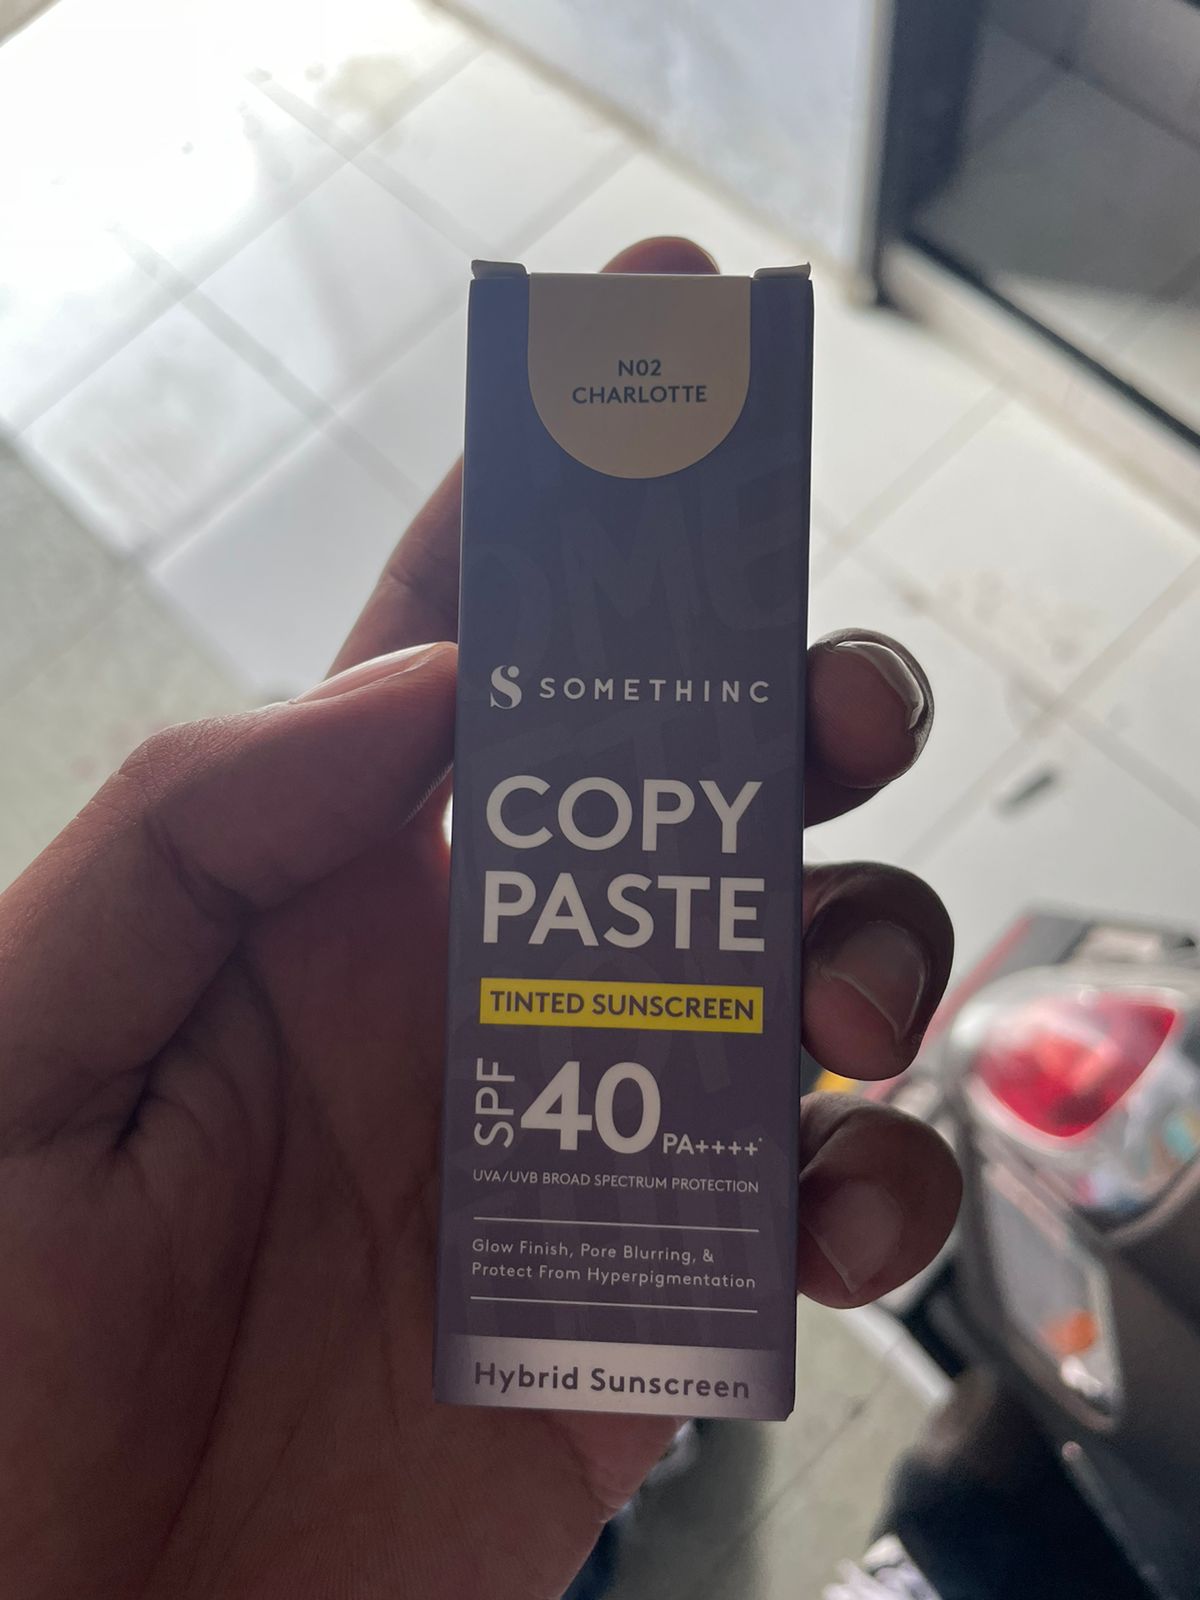 N02
CHARLOTTE
SOMETHINC
COPY
PASTE
TINTED SUNSCREEN
SPF 40 PA++++*
UVA/UVB BROAD SPECTRUM PROTECTION
Glow Finish, Pore Blurring, &
Protect From Hyperpigmentation
Hybrid Sunscreen